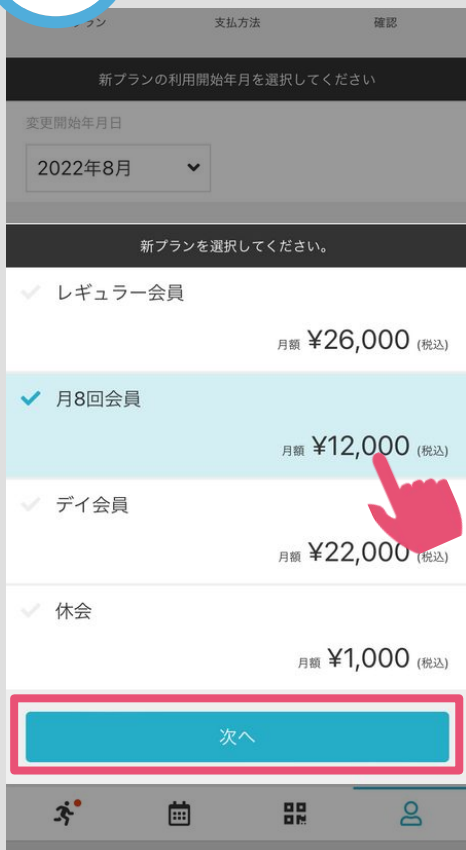 プラン 支払方法 確認
新プランの利用開始年月を選択してください
変更開始年月日
2022年8月
新プランを選択してください。
レギュラー会員
月額 ¥26,000 (税込)
月8回会員
月額 ¥12,000 (税込)
デイ会員
月額 ¥22,000 (税込)
休会
月額 ¥1,000 (税込)
次へ